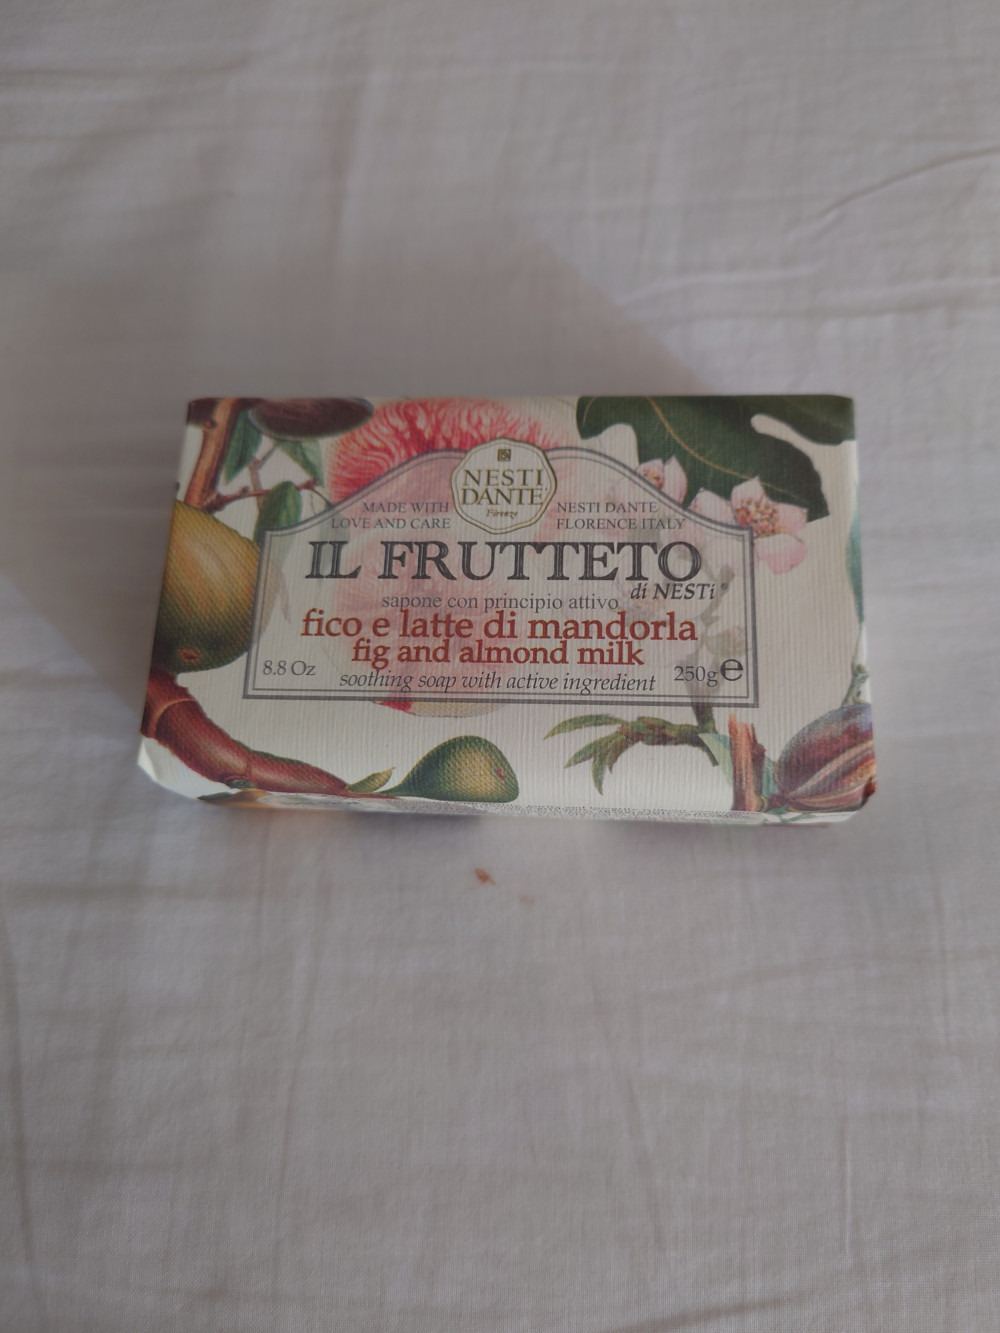 NESTI
DANTE
Firenze
MADE WITH
LOVE AND CARE
NESTI DANTE
FLORENCE ITALY
IL FRUTTETO
di NESTi®
sapone con principio attivo
fico e latte di mandorla
fig and almond milk
8.8 Oz
250g℮
soothing soap with active ingredient